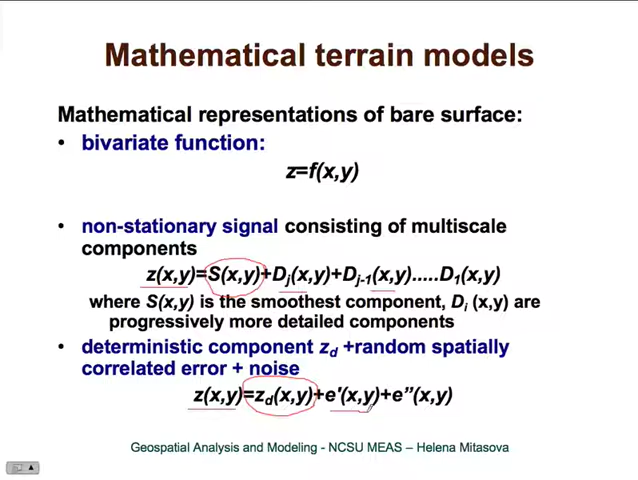 Mathematical terrain models
Mathematical representations of bare surface:
• bivariate function:
z=f(x,y)
• non-stationary signal consisting of multiscale
components
z(x,y)=S(x,y)+Dj(x,y)+Dj-1(x,y).....D1(x,y)
where S(x,y) is the smoothest component, Di (x,y) are
progressively more detailed components
• deterministic component zd +random spatially
correlated error + noise
z(x,y)=zd(x,y)+e'(x,y)+e”(x,y)
Geospatial Analysis and Modeling - NCSU MEAS – Helena Mitasova